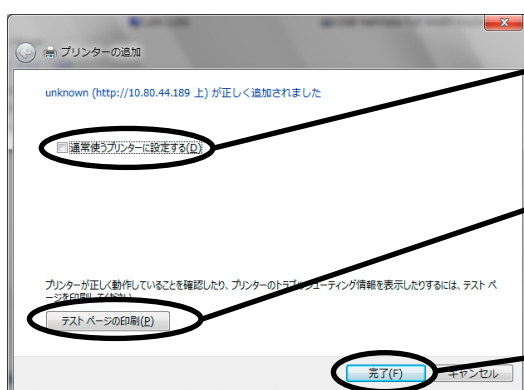 プリンターの追加
unknown (http://10.80.44.189 上) が正しく追加されました
通常使うプリンターに設定する(D)
プリンターが正しく動作していることを確認したり、プリンターのトラブルシューティング情報を表示したりするには、テスト ペ
ージを印刷してください
テスト ページの印刷(P)
完了(F)
キャンセル